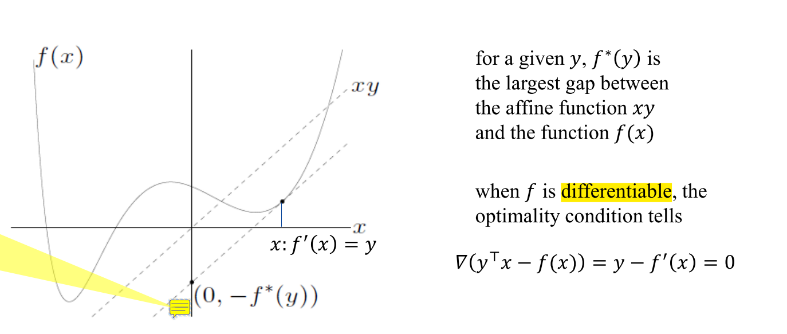 f(x)
xy
x
x: f′(x) = y
(0, −f*(y))
for a given y, f*(y) is
the largest gap between
the affine function xy
and the function f(x)
when f is differentiable, the
optimality condition tells
∇(yᵀx − f(x)) = y − f′(x) = 0